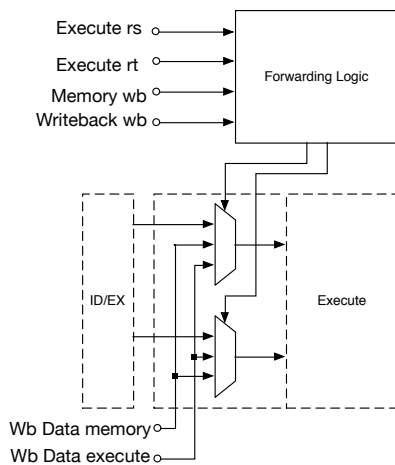 Execute rs
Execute rt
Memory wb
Writeback wb
Forwarding Logic
ID/EX
Execute
Wb Data memory
Wb Data execute